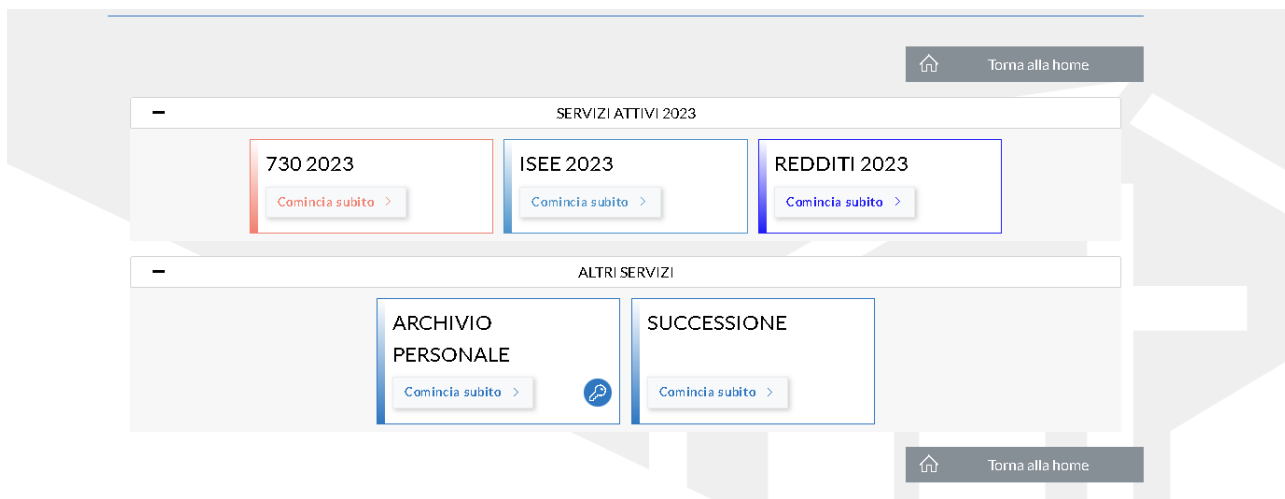 Torna alla home
SERVIZI ATTIVI 2023
730 2023
Comincia subito
ISEE 2023
Comincia subito
REDDITI 2023
Comincia subito
ALTRI SERVIZI
ARCHIVIO
PERSONALE
Comincia subito
SUCCESSIONE
Comincia subito
Torna alla home